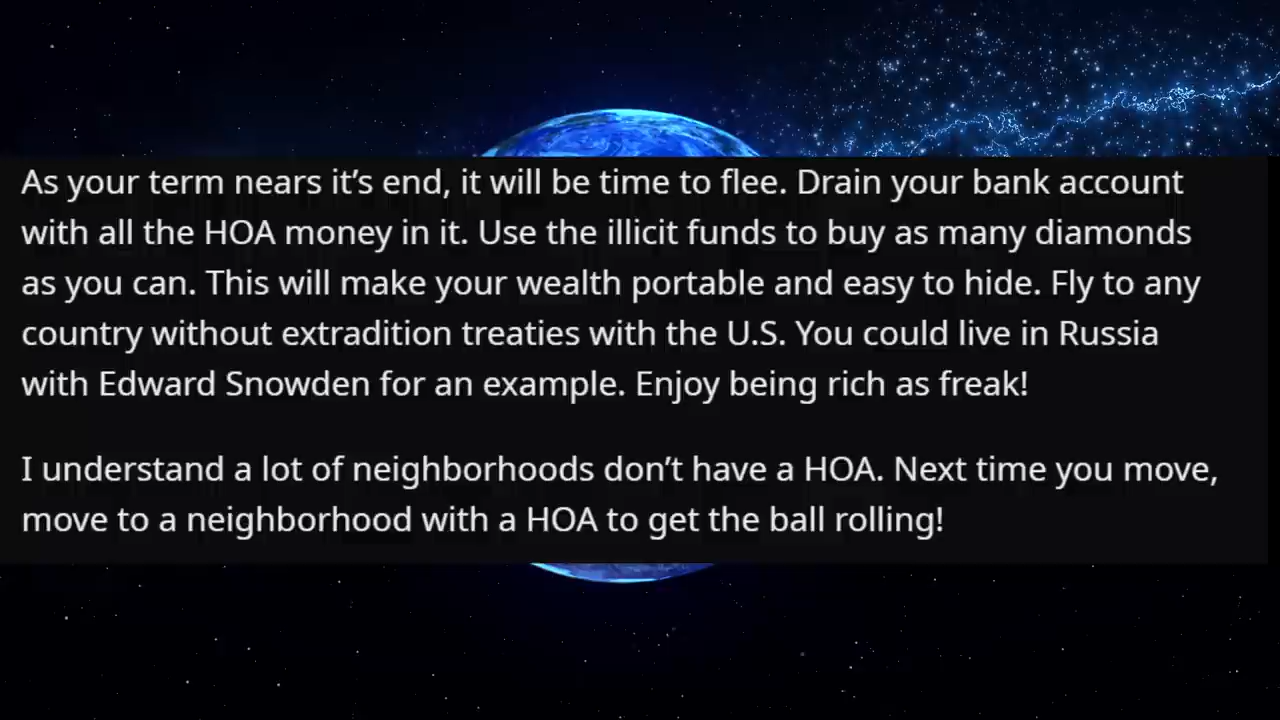 As your term nears it’s end, it will be time to flee. Drain your bank account
with all the HOA money in it. Use the illicit funds to buy as many diamonds
as you can. This will make your wealth portable and easy to hide. Fly to any
country without extradition treaties with the U.S. You could live in Russia
with Edward Snowden for an example. Enjoy being rich as freak!
I understand a lot of neighborhoods don’t have a HOA. Next time you move,
move to a neighborhood with a HOA to get the ball rolling!